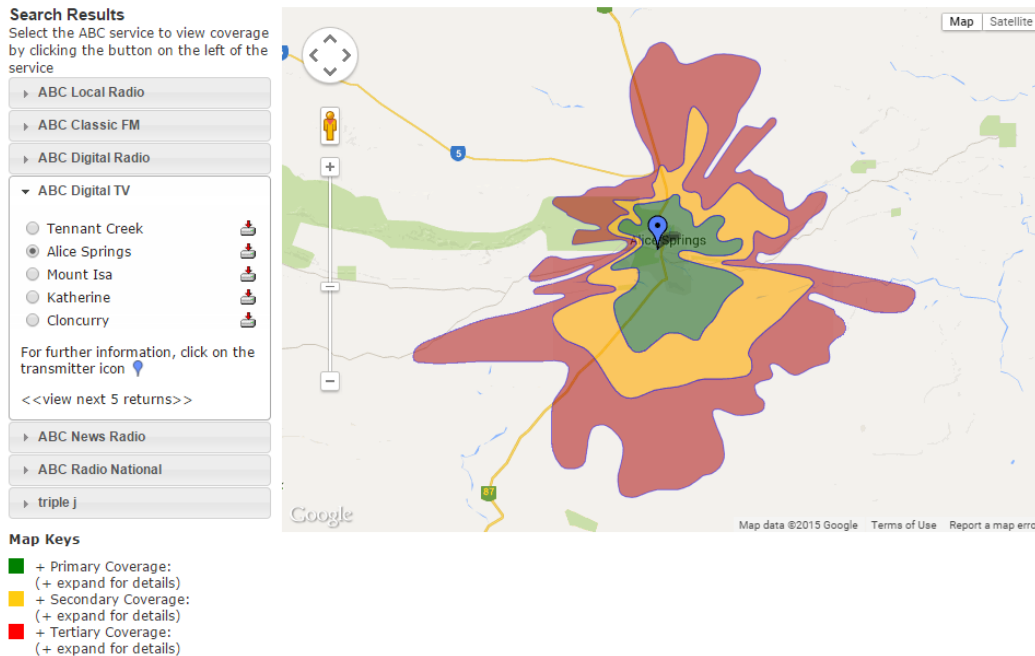 Search Results
Select the ABC service to view coverage
by clicking the button on the left of the
service
ABC Local Radio
ABC Classic FM
ABC Digital Radio
ABC Digital TV
Tennant Creek
Alice Springs
Mount Isa
Katherine
Cloncurry
For further information, click on the
transmitter icon
<<view next 5 returns>>
ABC News Radio
ABC Radio National
triple j
Map Keys
+ Primary Coverage:
(+ expand for details)
+ Secondary Coverage:
(+ expand for details)
+ Tertiary Coverage:
(+ expand for details)
Map Satellite
5
Alice Springs
87
Google
Map data ©2015 Google Terms of Use Report a map erro